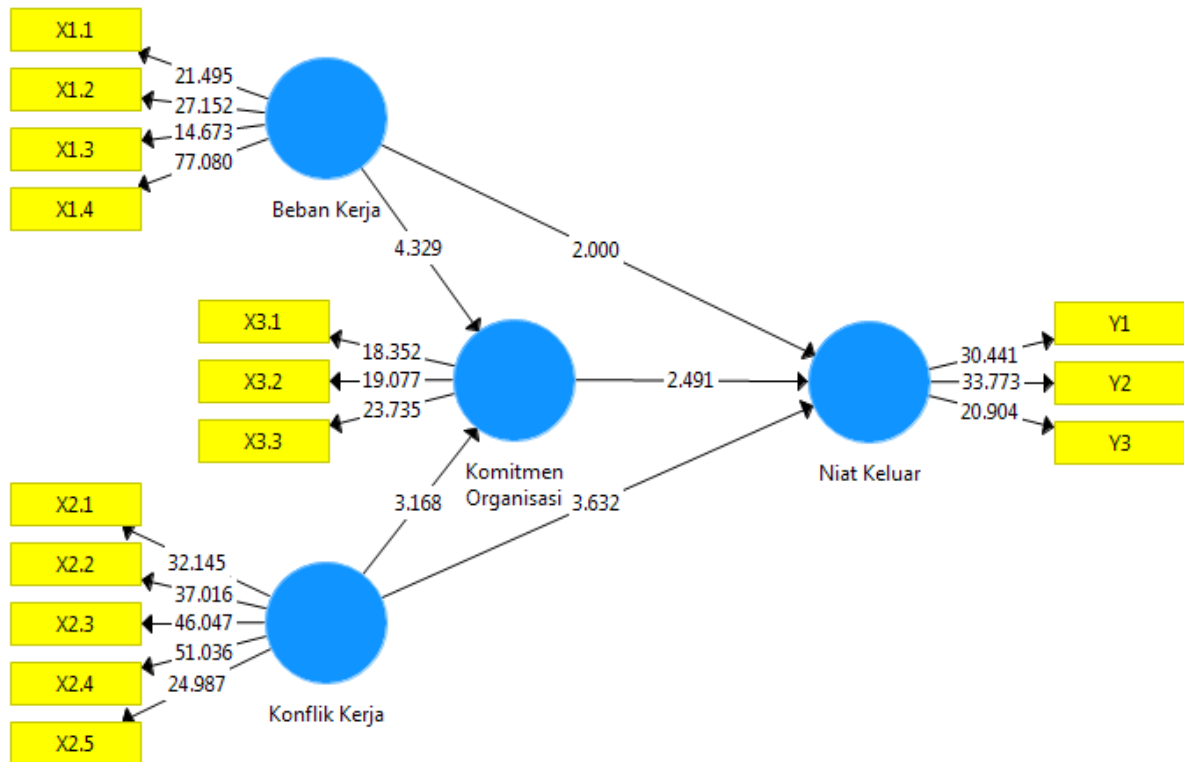 X1.1
21.495
X1.2
27.152
X1.3
14.673
77.080
X1.4
Beban Kerja
4.329
2.000
X3.1
18.352
X3.2
19.077
X3.3
23.735
2.491
Y1
30.441
Y2
33.773
20.904
Y3
Komitmen
Organisasi
Niat Keluar
X2.1
3.168
3.632
X2.2
32.145
37.016
X2.3
46.047
51.036
X2.4
24.987
Konflik Kerja
X2.5